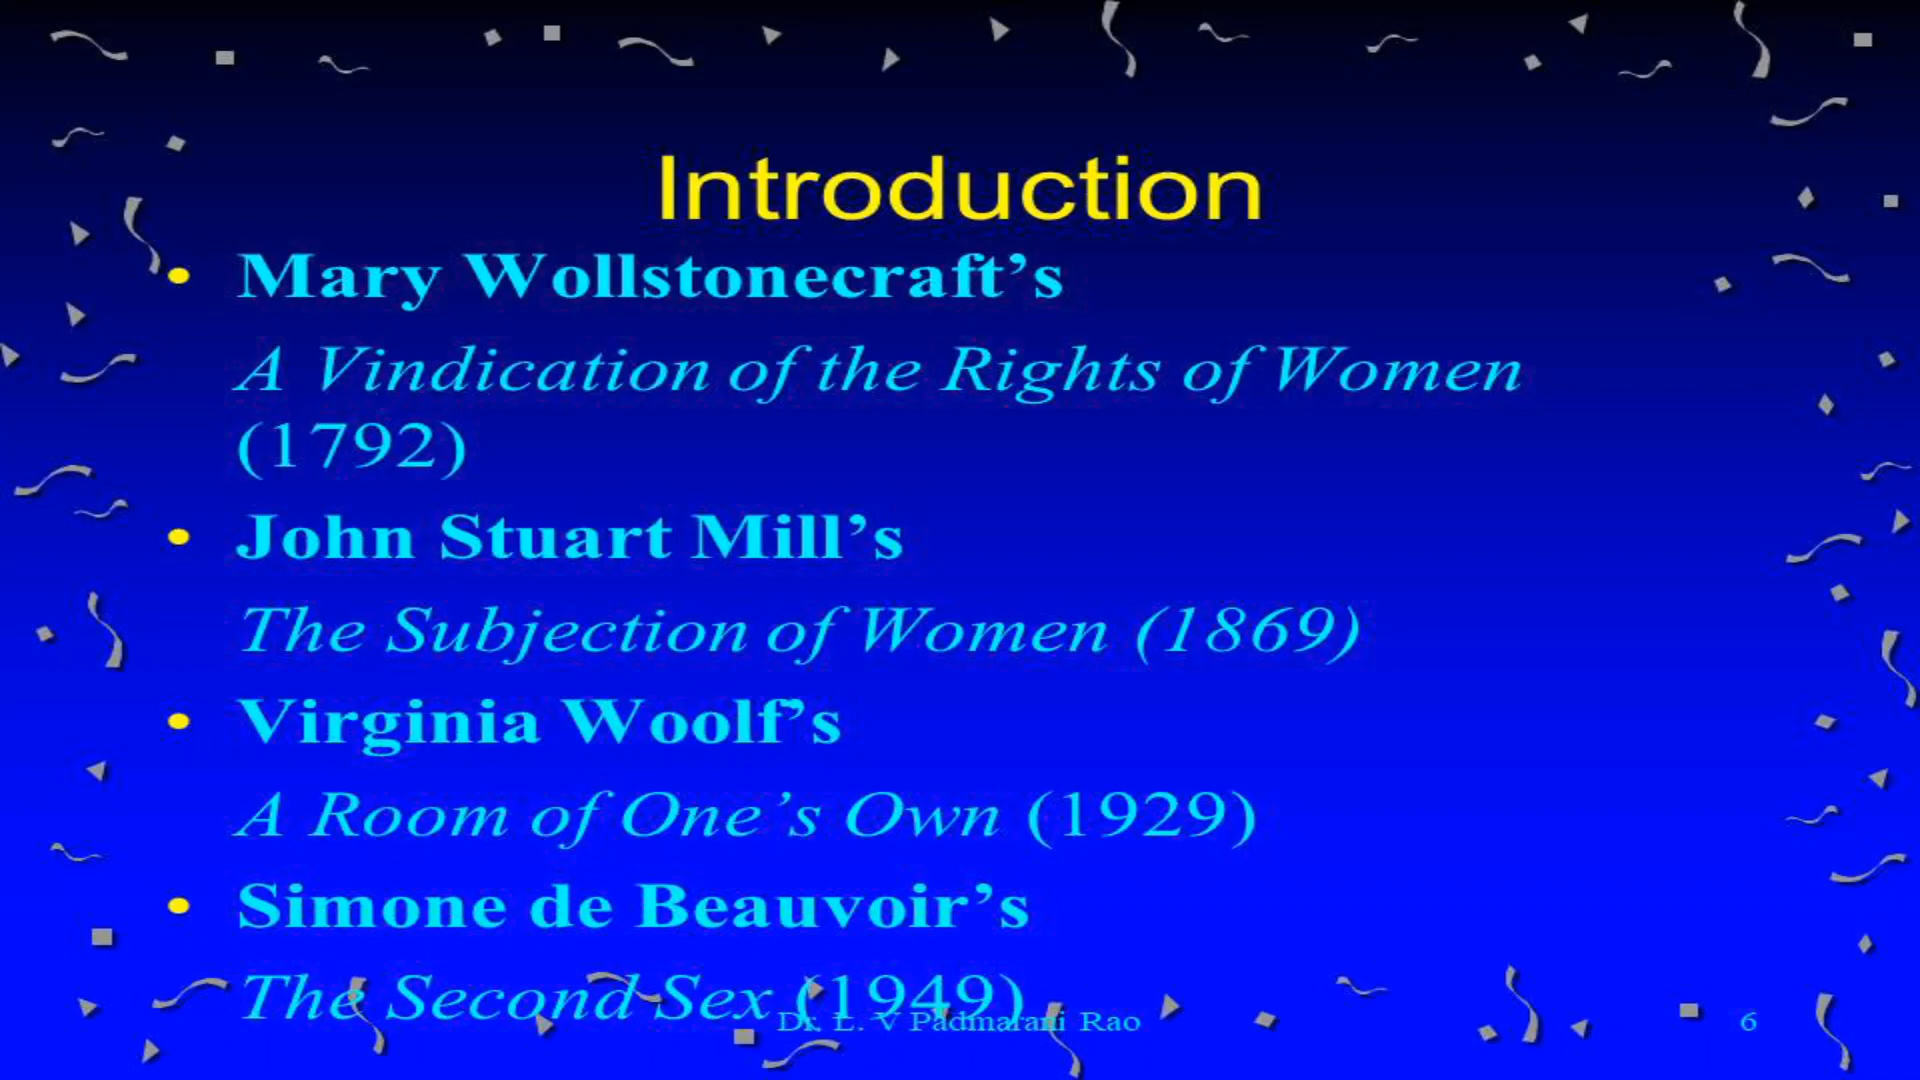 Introduction
• Mary Wollstonecraft’s
A Vindication of the Rights of Women
(1792)
• John Stuart Mill’s
The Subjection of Women (1869)
• Virginia Woolf’s
A Room of One’s Own (1929)
• Simone de Beauvoir’s
The Second Sex (1949)
Dr. L. V Padmarani Rao
6